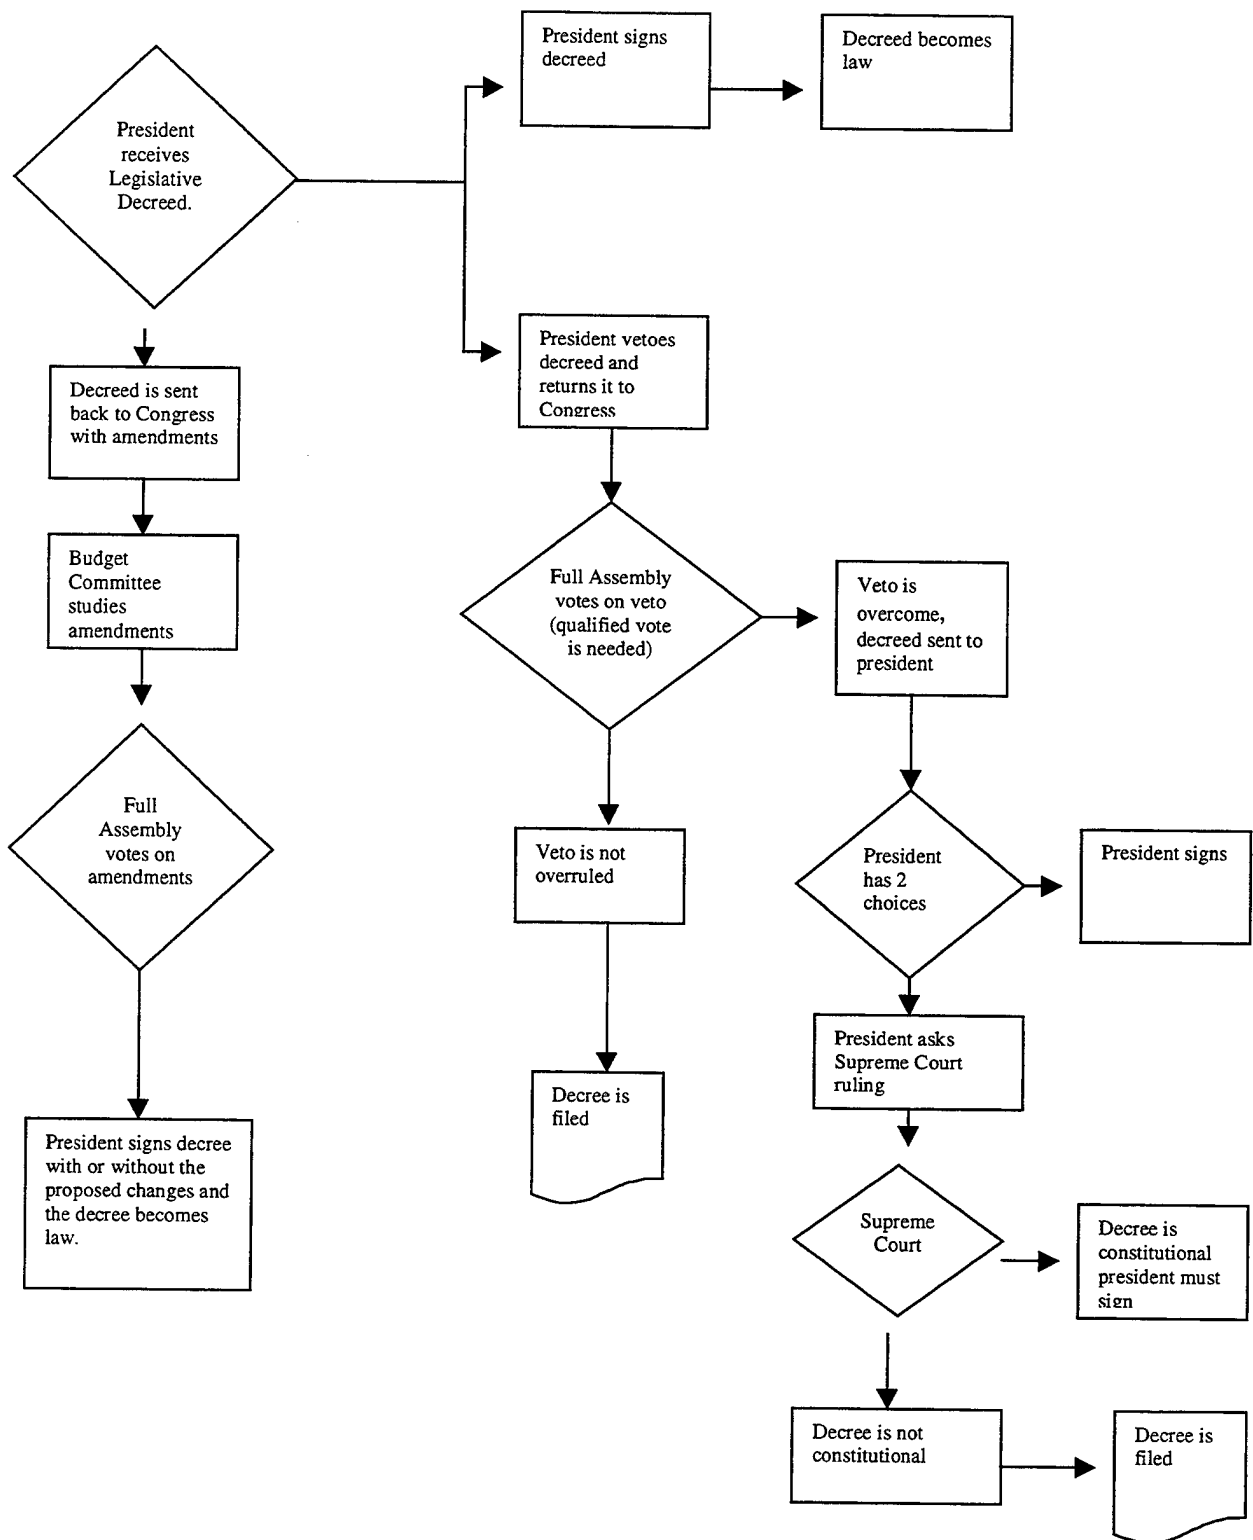 President signs
decreed
Decreed becomes
law
President
receives
Legislative
Decreed.
President vetoes
decreed and
returns it to
Congress
Decreed is sent
back to Congress
with amendments
Budget
Committee
studies
amendments
Full Assembly
votes on veto
(qualified vote
is needed)
Veto is
overcome,
decreed sent to
president
Full
Assembly
votes on
amendments
Veto is not
overruled
President
has 2
choices
President signs
President asks
Supreme Court
ruling
Decree is
filed
President signs decree
with or without the
proposed changes and
the decree becomes
law.
Supreme
Court
Decree is
constitutional
president must
sign
Decree is not
constitutional
Decree is
filed